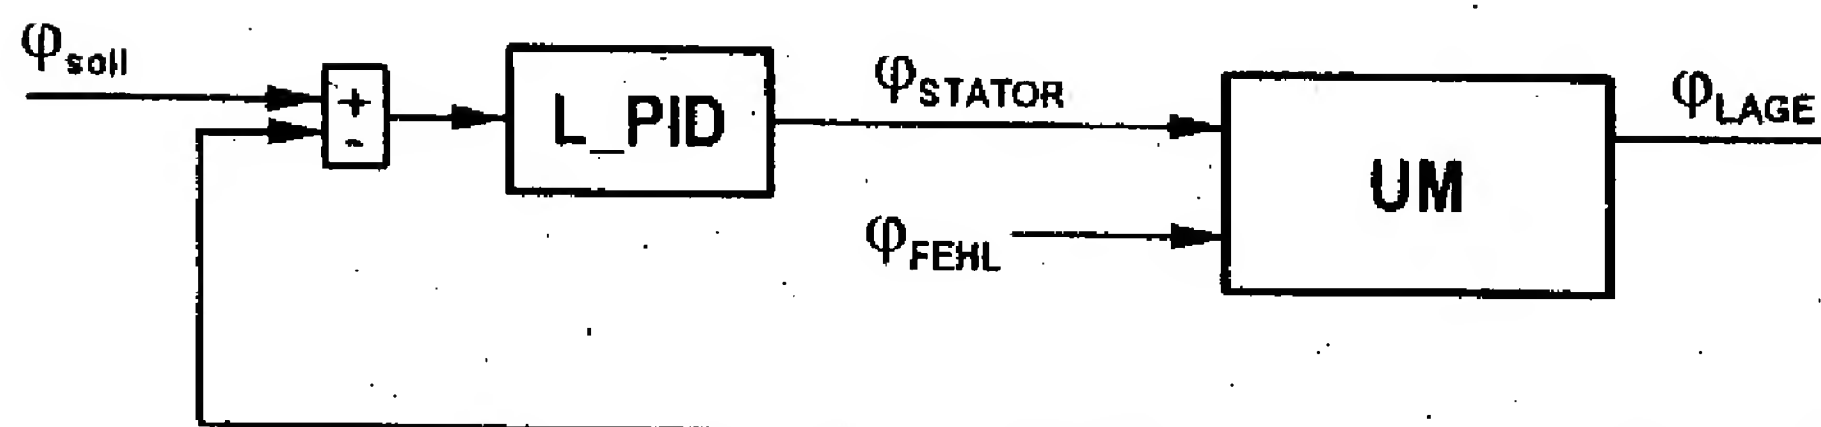 φsoll
+
-
L_PID
φSTATOR
φFEHL
UM
φLAGE